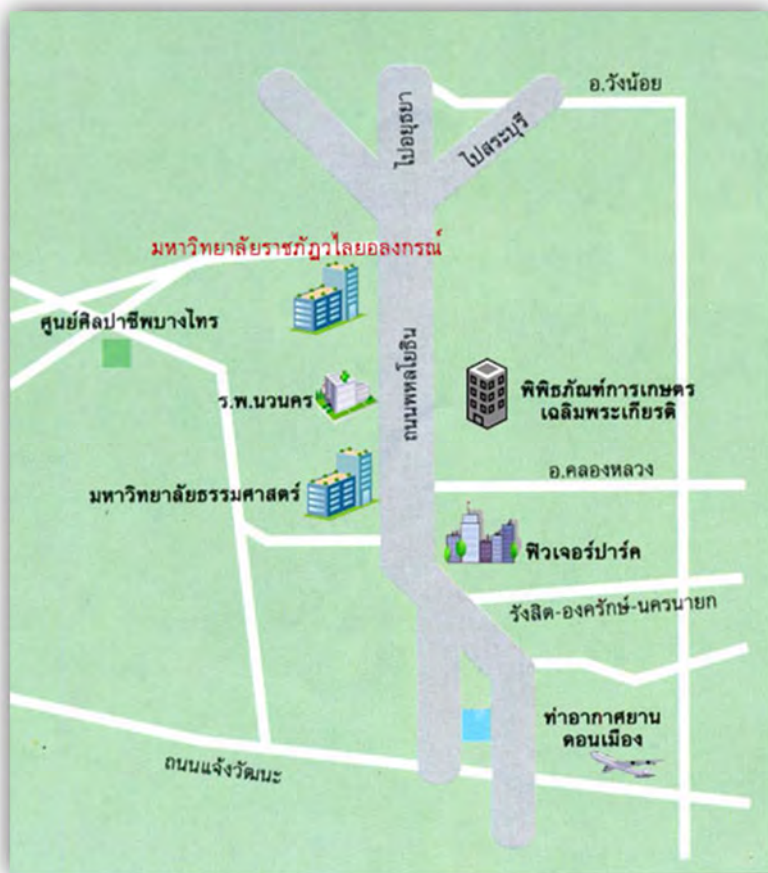 อ.วังน้อย
ไปอยุธยา
ไปสระบุรี
มหาวิทยาลัยราชภัฏวไลยอลงกรณ์
ศูนย์ศิลปาชีพบางไทร
ถนนพหลโยธิน
ร.พ.นวนคร
พิพิธภัณฑ์การเกษตร
เฉลิมพระเกียรติ
อ.คลองหลวง
มหาวิทยาลัยธรรมศาสตร์
ฟิวเจอร์ปาร์ค
รังสิต-องครักษ์-นครนายก
ท่าอากาศยาน
ดอนเมือง
ถนนแจ้งวัฒนะ